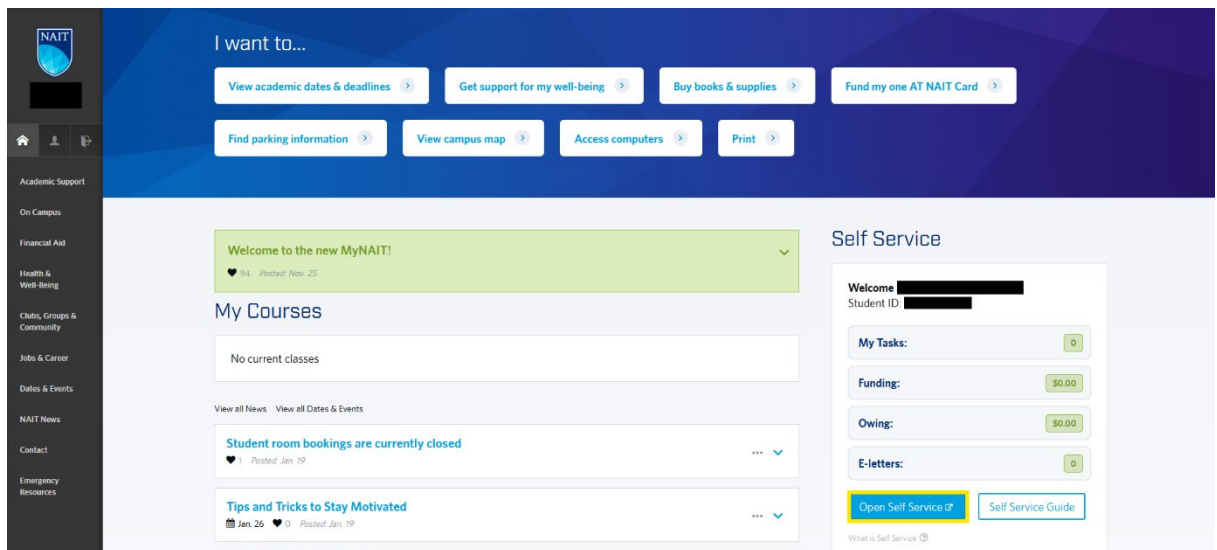 NAIT
I want to...
View academic dates & deadlines
Get support for my well-being
Buy books & supplies
Fund my one AT NAIT Card
Find parking information
View campus map
Access computers
Print
Academic Support
On Campus
Financial Aid
Health &
Well-Being
Clubs, Groups &
Community
Jobs & Career
Dates & Events
NAIT News
Contact
Emergency
Resources
Welcome to the new MyNAIT!
94 Posted: Nov. 25
My Courses
No current classes
View all News View all Dates & Events
Student room bookings are currently closed
1 Posted: Jan. 19
Tips and Tricks to Stay Motivated
Jan. 26 0 Posted: Jan. 19
Self Service
Welcome
Student ID:
My Tasks: 0
Funding: $0.00
Owing: $0.00
E-letters: 0
Open Self Service
Self Service Guide
What is Self Service